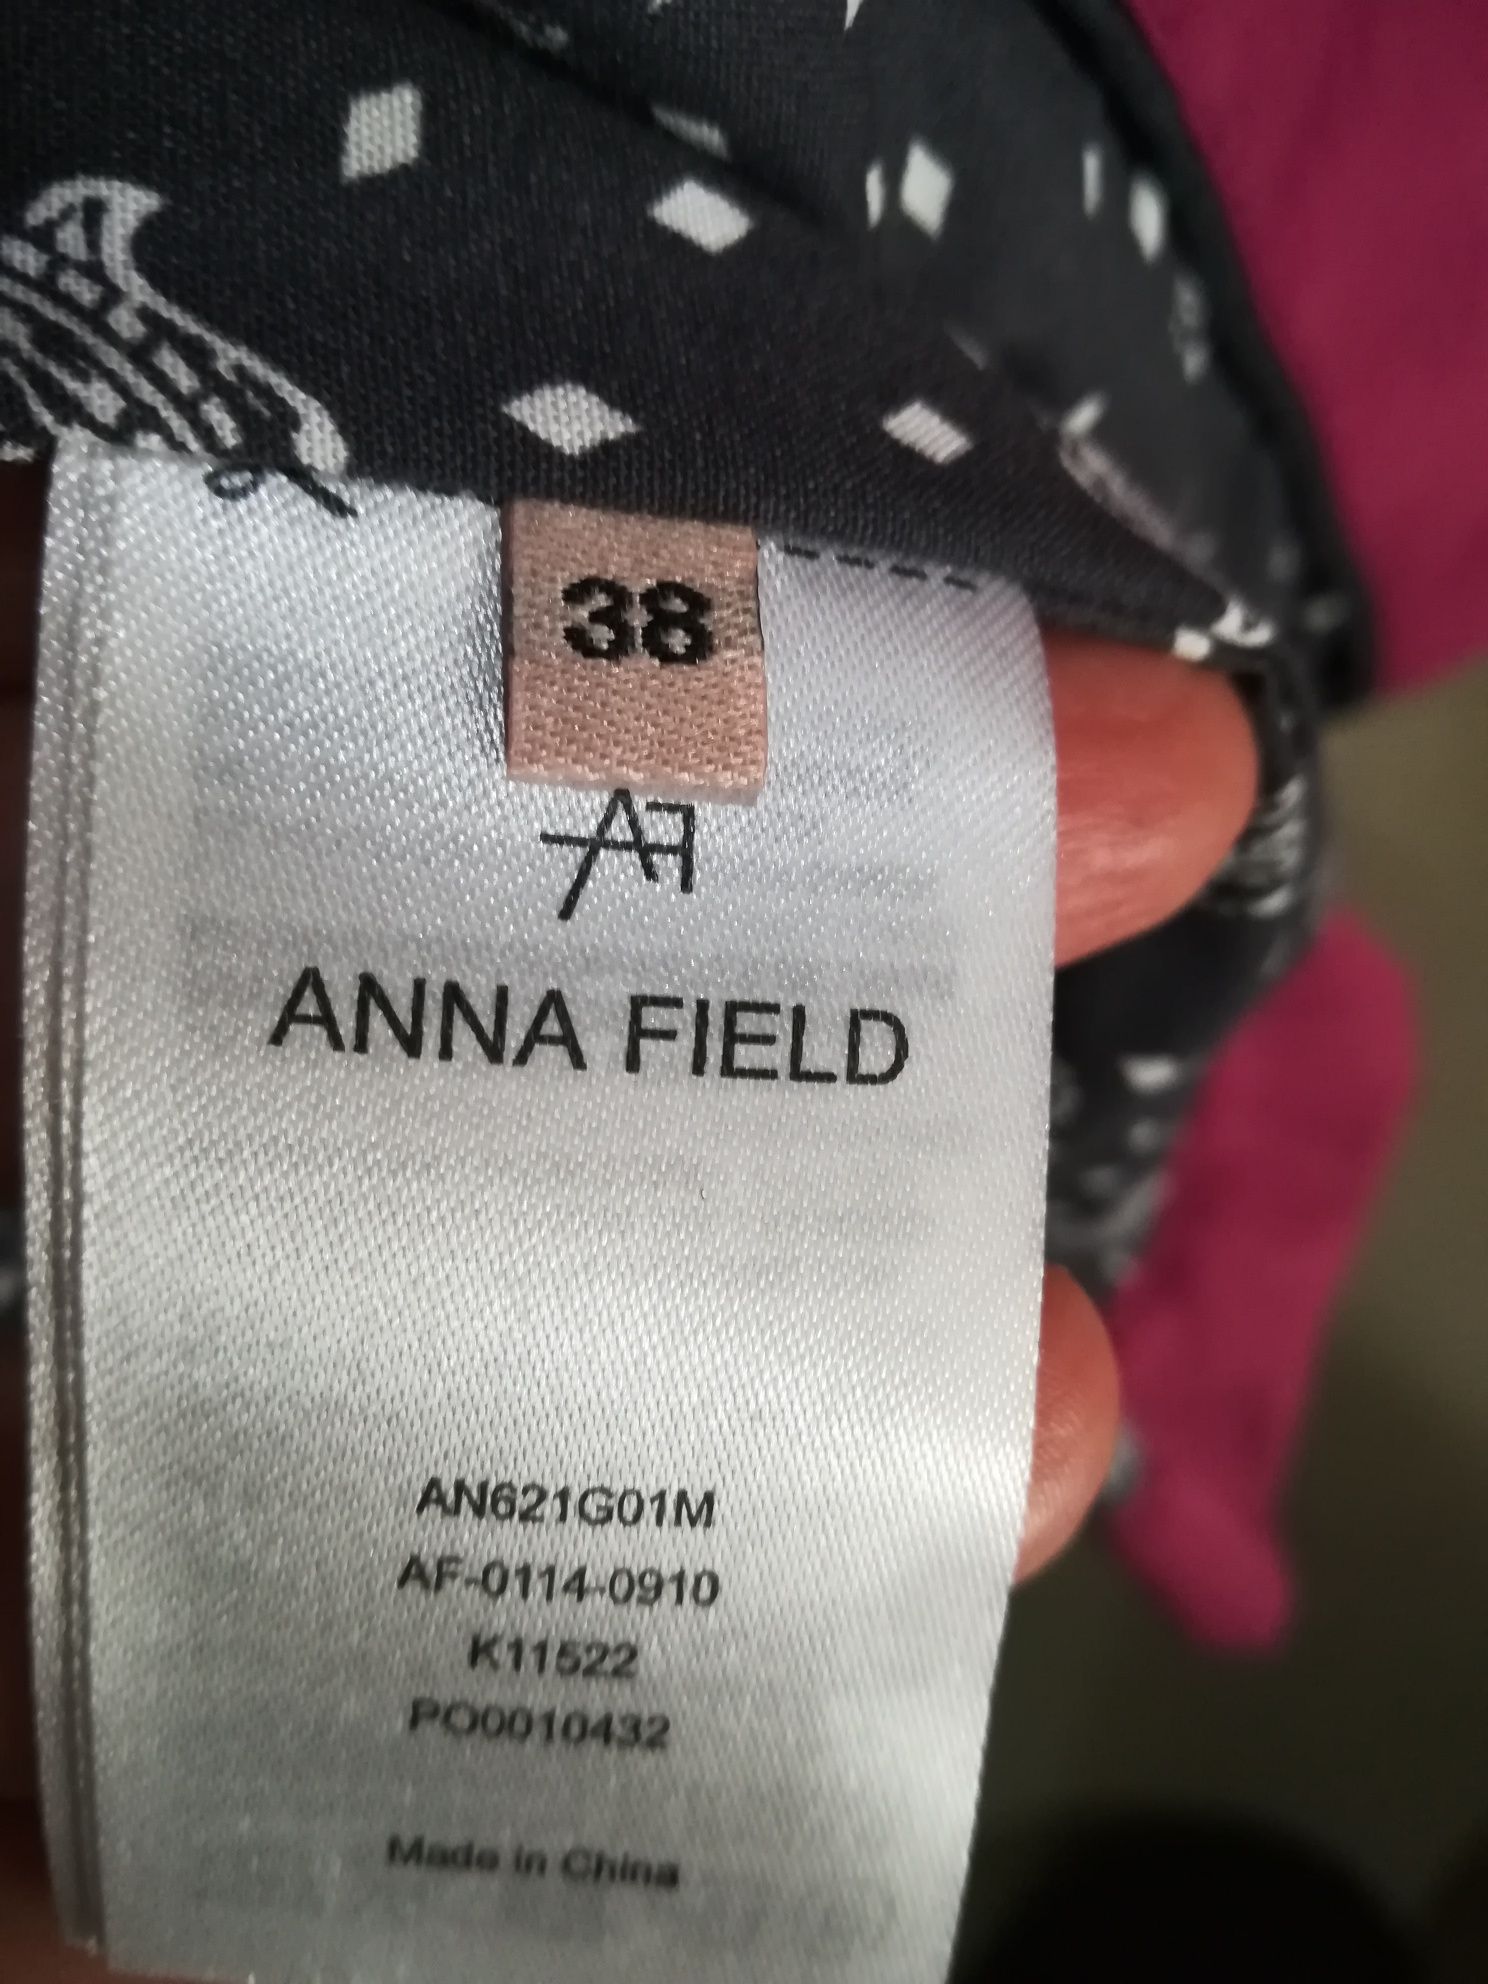 38
AF
ANNA FIELD
AN621G01M
AF-0114-0910
K11522
PO0010432
Made in China